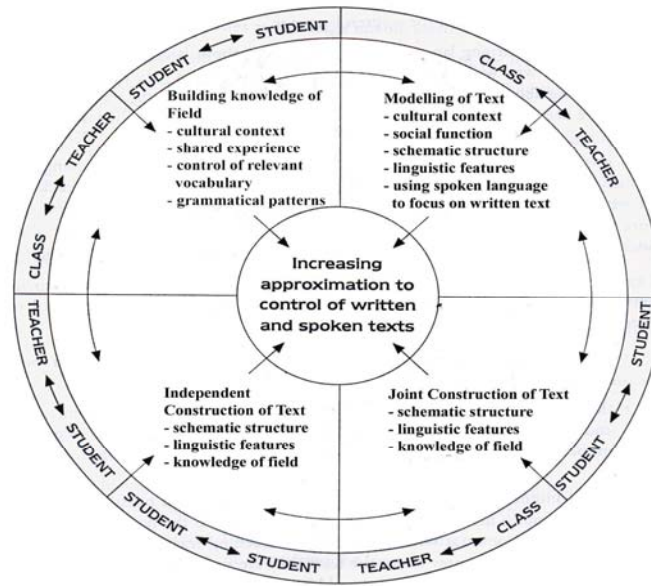 STUDENT
STUDENT
CLASS
TEACHER
TEACHER
CLASS
Building knowledge of
Field
- cultural context
- shared experience
- control of relevant
vocabulary
- grammatical patterns
Modelling of Text
- cultural context
- social function
- schematic structure
- linguistic features
- using spoken language
to focus on written text
Increasing
approximation to
control of written
and spoken texts
Independent
Construction of Text
- schematic structure
- linguistic features
- knowledge of field
Joint Construction of Text
- schematic structure
- linguistic features
- knowledge of field
TEACHER
STUDENT
STUDENT
STUDENT
STUDENT
STUDENT
TEACHER
CLASS